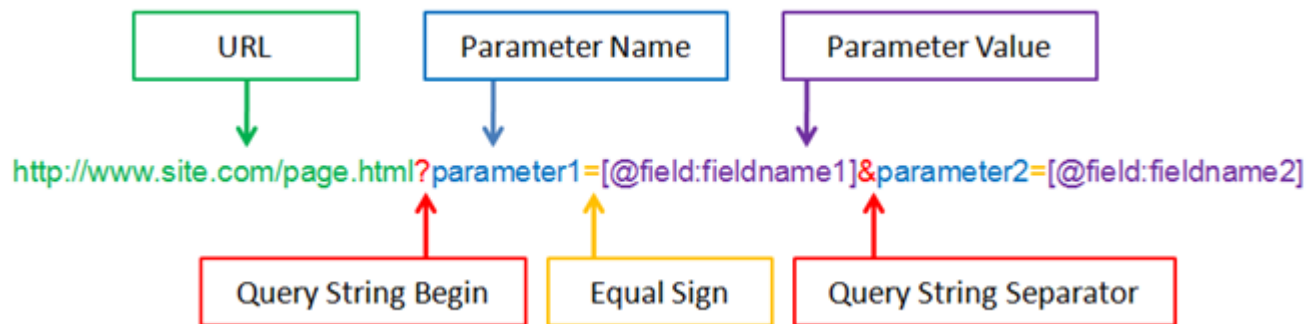 URL Parameter Name Parameter Value
http://www.site.com/page.html?parameter1=[@field:fieldname1]&parameter2=[@field:fieldname2]
Query String Begin Equal Sign Query String Separator